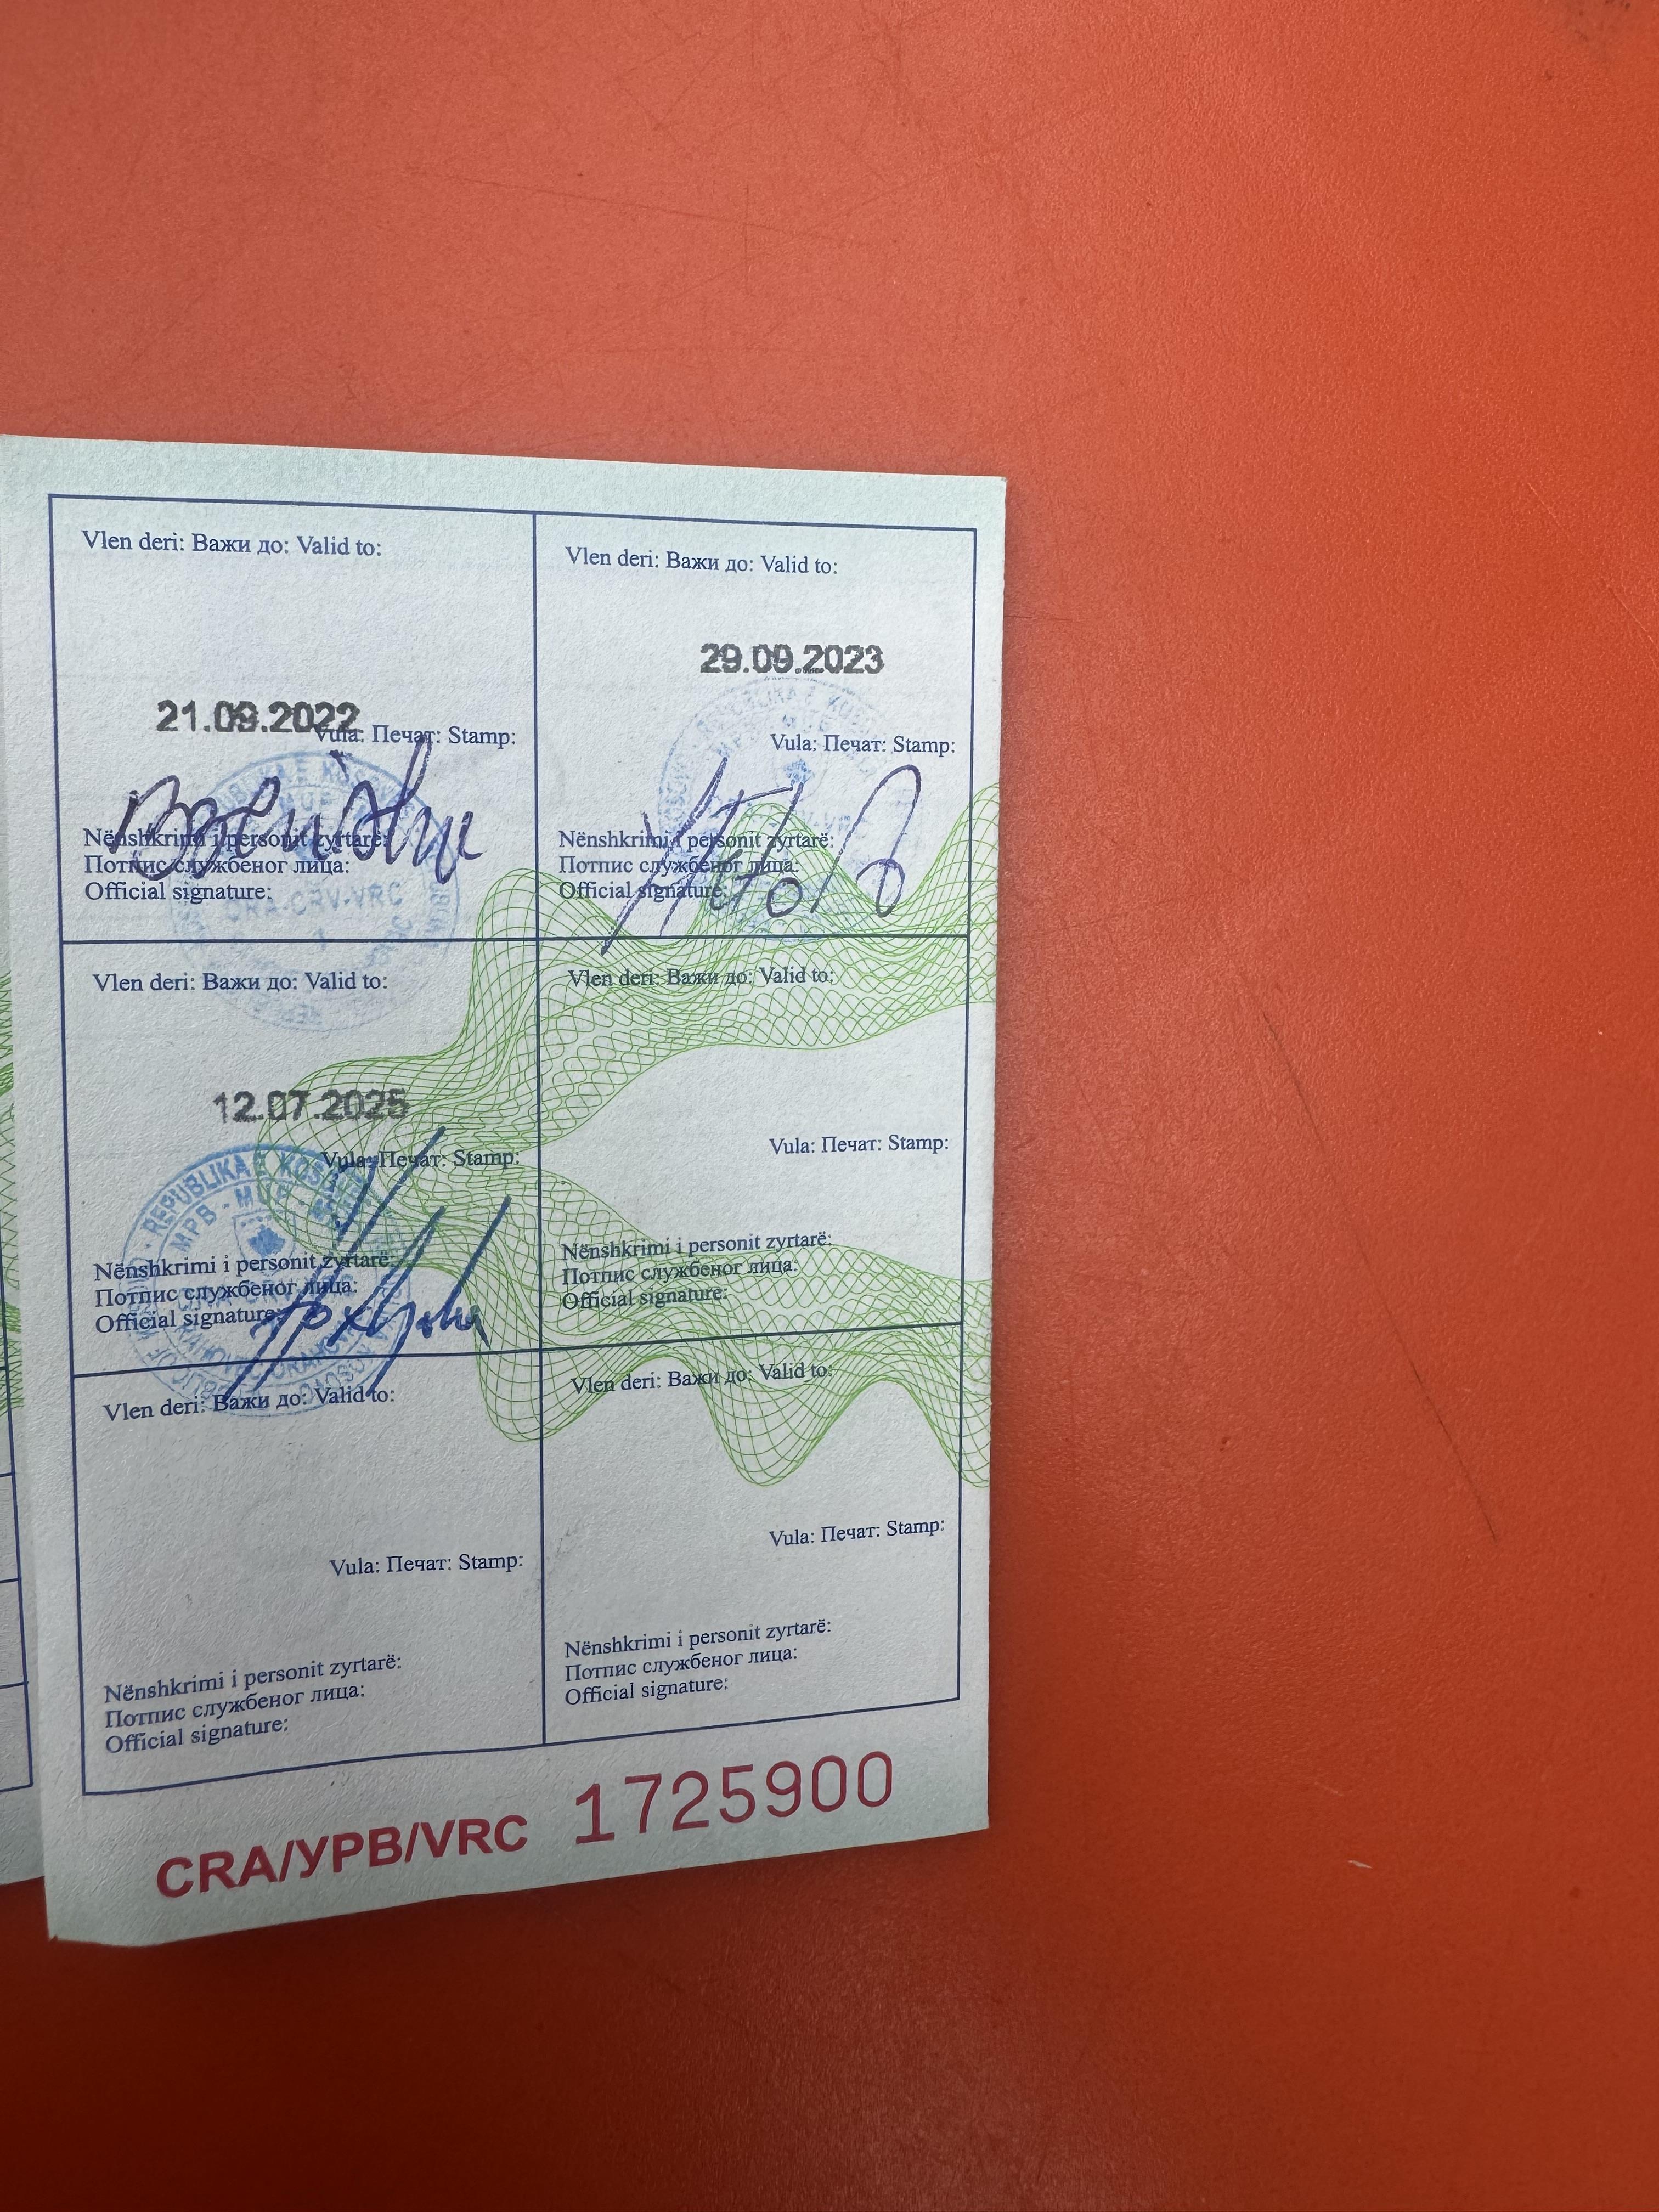 Vlen deri: Важи до: Valid to:
21.09.2022
Vula: Печат: Stamp:
Nënshkrimi i personit zyrtarë:
Потпис службеног лица:
Official signature:
CRA-CRV-VRC
Vlen deri: Важи до: Valid to:
29.09.2023
Vula: Печат: Stamp:
Nënshkrimi i personit zyrtarë:
Потпис службеног лица:
Official signature:
Vlen deri: Важи до: Valid to:
12.07.2025
Vula: Печат: Stamp:
REPUBLIKA E
MPB - MUP -
Nënshkrimi i personit zyrtarë:
Потпис службеног лица:
Official signature:
Vlen deri: Важи до: Valid to:
Vula: Печат: Stamp:
Nënshkrimi i personit zyrtarë:
Потпис службеног лица:
Official signature:
Vlen deri: Важи до: Valid to:
Vula: Печат: Stamp:
Nënshkrimi i personit zyrtarë:
Потпис службеног лица:
Official signature:
Vlen deri: Важи до: Valid to:
Vula: Печат: Stamp:
Nënshkrimi i personit zyrtarë:
Потпис службеног лица:
Official signature:
CRA/УРВ/VRC 1725900